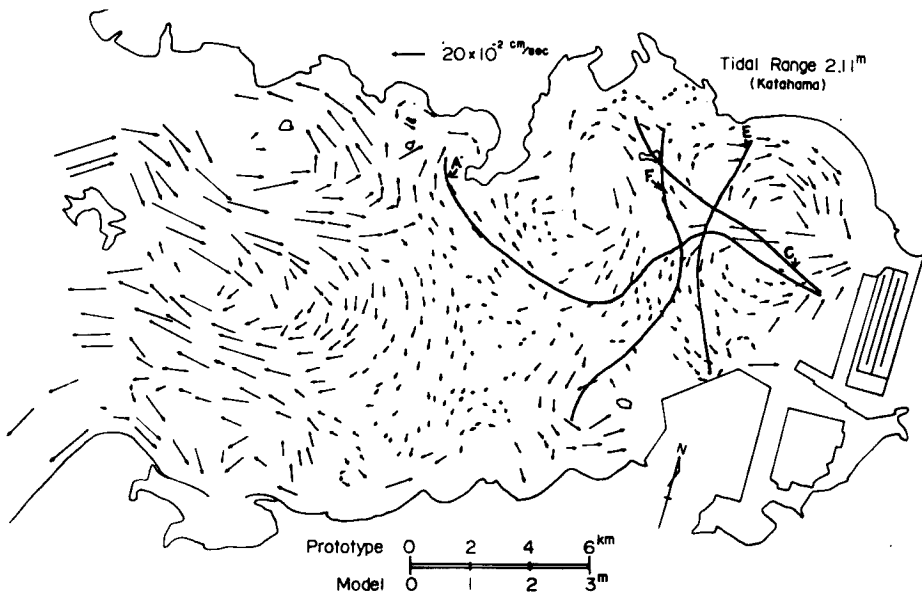 20×10⁻² cm/sec
Tidal Range 2.11ᵐ
(Katahama)
A
E
F
C
N
Prototype 0 2 4 6 km
Model 0 1 2 3 m